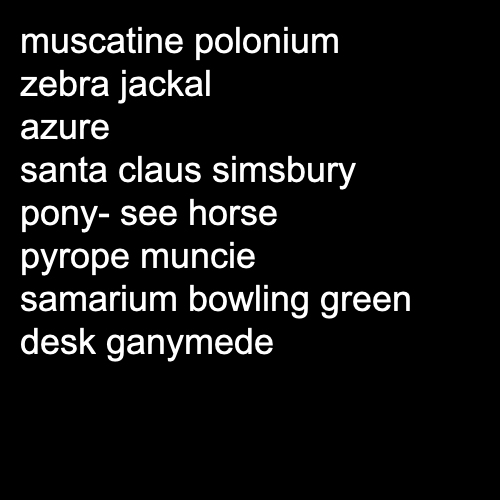 muscatine polonium
zebra jackal
azure
santa claus simsbury
pony- see horse
pyrope muncie
samarium bowling green
desk ganymede